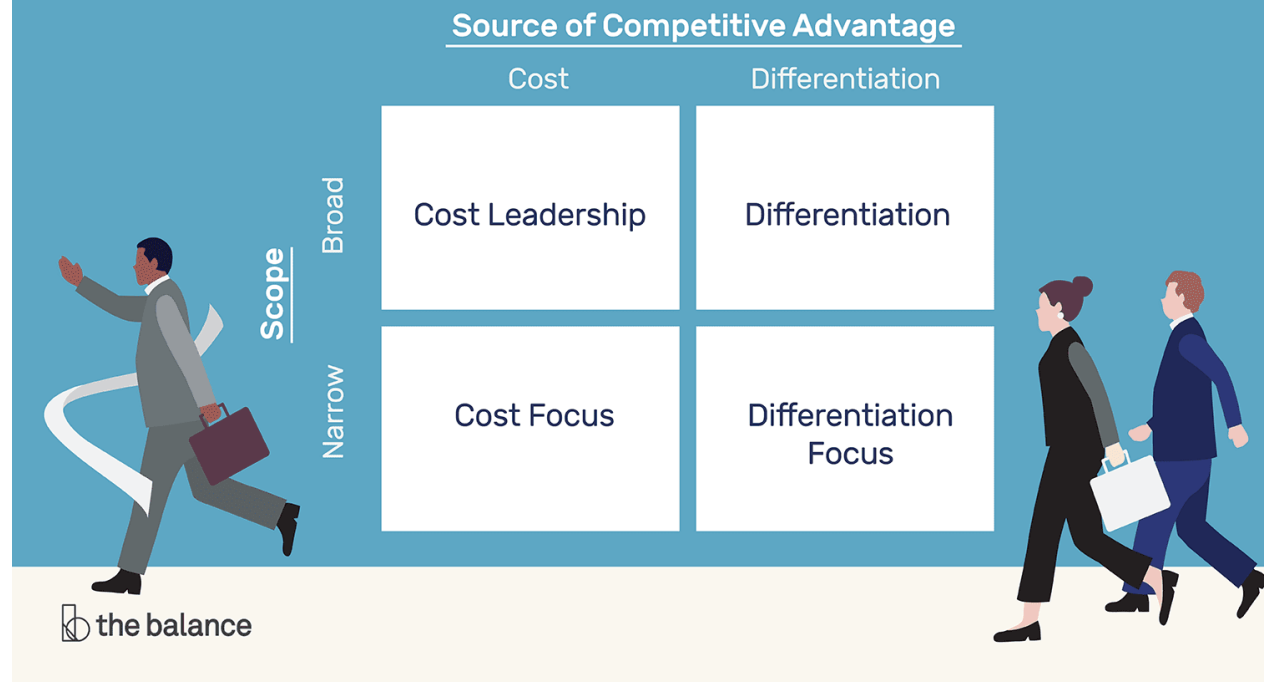 Source of Competitive Advantage
Cost
Differentiation
Scope
Broad
Cost Leadership
Differentiation
Narrow
Cost Focus
Differentiation
Focus
the balance